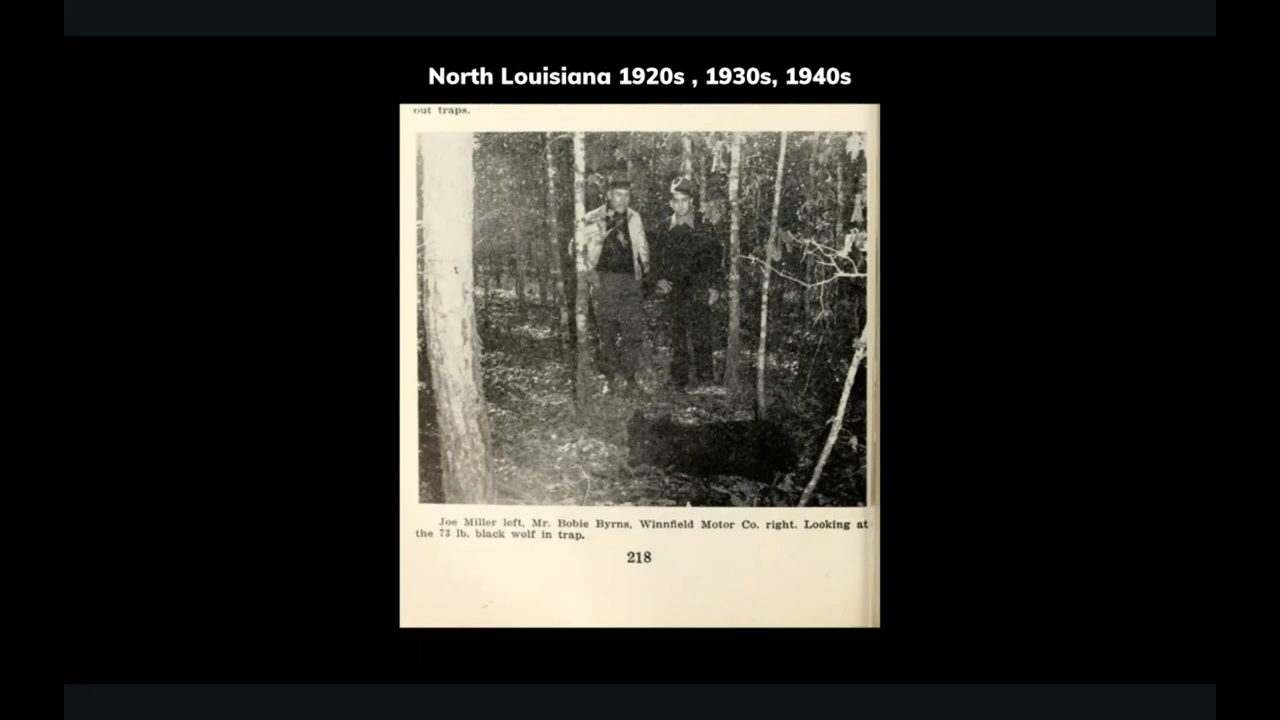 North Louisiana 1920s , 1930s, 1940s
out traps.
Joe Miller left, Mr. Bobie Byrns, Winnfield Motor Co. right. Looking at
the 73 lb. black wolf in trap.
218